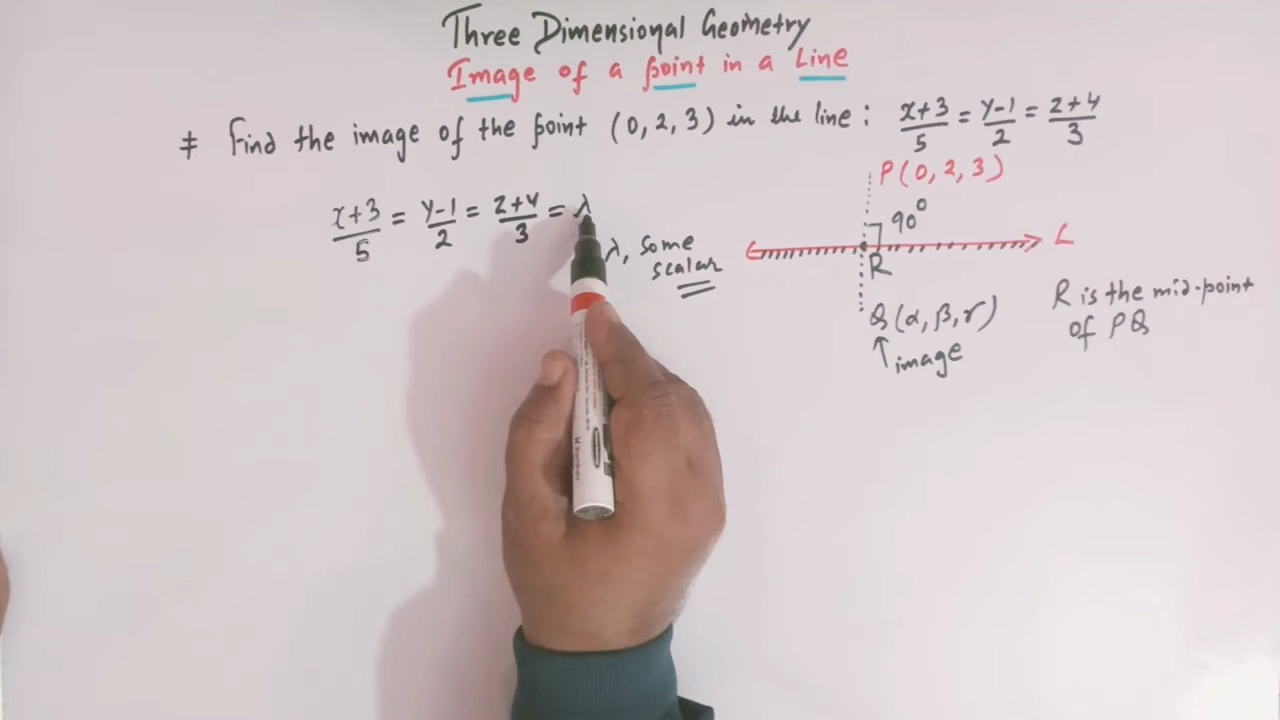 Three Dimensional Geometry
Image of a point in a Line
# Find the image of the point (0, 2, 3) in the line : x+3/5 = y-1/2 = z+4/3
P(0, 2, 3)
x+3/5 = y-1/2 = z+4/3 = λ
90°
λ, some
scalar
L
R
R is the mid-point
of PQ
Q(α, β, γ)
↑ image